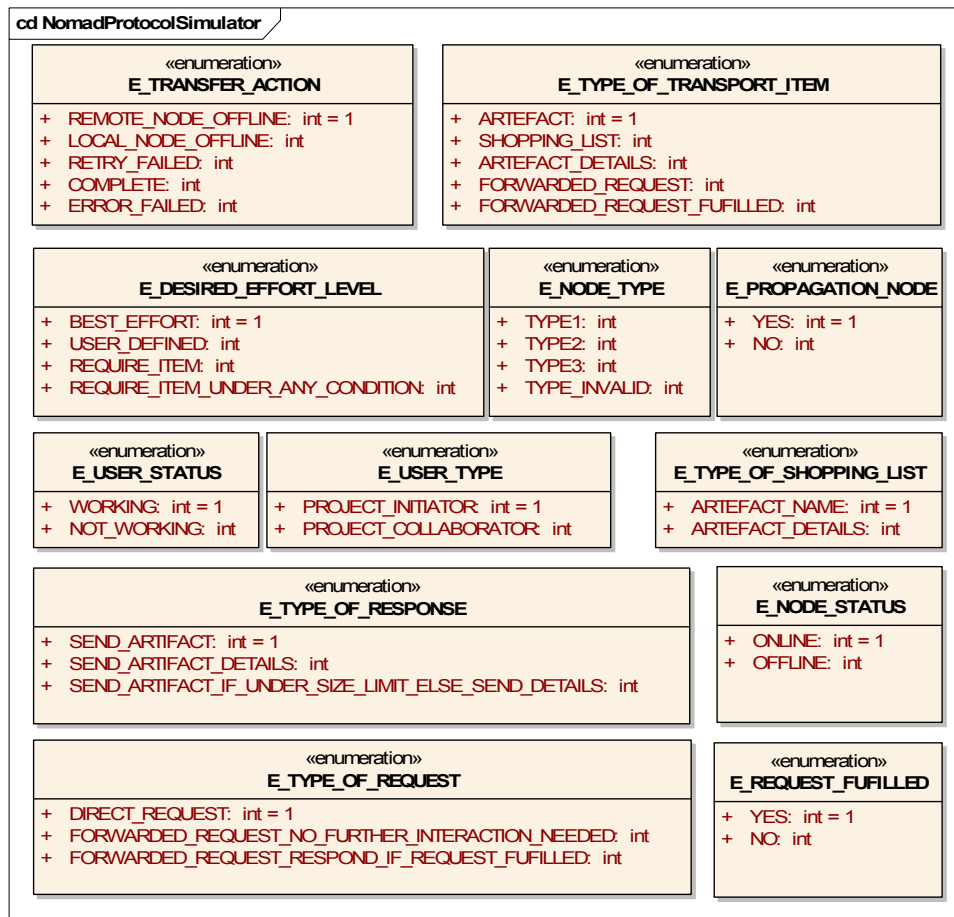 cd NomadProtocolSimulator
«enumeration»
E_TRANSFER_ACTION
+ REMOTE_NODE_OFFLINE: int = 1
+ LOCAL_NODE_OFFLINE: int
+ RETRY_FAILED: int
+ COMPLETE: int
+ ERROR_FAILED: int
«enumeration»
E_TYPE_OF_TRANSPORT_ITEM
+ ARTEFACT: int = 1
+ SHOPPING_LIST: int
+ ARTEFACT_DETAILS: int
+ FORWARDED_REQUEST: int
+ FORWARDED_REQUEST_FUFILLED: int
«enumeration»
E_DESIRED_EFFORT_LEVEL
+ BEST_EFFORT: int = 1
+ USER_DEFINED: int
+ REQUIRE_ITEM: int
+ REQUIRE_ITEM_UNDER_ANY_CONDITION: int
«enumeration»
E_NODE_TYPE
+ TYPE1: int
+ TYPE2: int
+ TYPE3: int
+ TYPE_INVALID: int
«enumeration»
E_PROPAGATION_NODE
+ YES: int = 1
+ NO: int
«enumeration»
E_USER_STATUS
+ WORKING: int = 1
+ NOT_WORKING: int
«enumeration»
E_USER_TYPE
+ PROJECT_INITIATOR: int = 1
+ PROJECT_COLLABORATOR: int
«enumeration»
E_TYPE_OF_SHOPPING_LIST
+ ARTEFACT_NAME: int = 1
+ ARTEFACT_DETAILS: int
«enumeration»
E_TYPE_OF_RESPONSE
+ SEND_ARTIFACT: int = 1
+ SEND_ARTIFACT_DETAILS: int
+ SEND_ARTIFACT_IF_UNDER_SIZE_LIMIT_ELSE_SEND_DETAILS: int
«enumeration»
E_NODE_STATUS
+ ONLINE: int = 1
+ OFFLINE: int
«enumeration»
E_TYPE_OF_REQUEST
+ DIRECT_REQUEST: int = 1
+ FORWARDED_REQUEST_NO_FURTHER_INTERACTION_NEEDED: int
+ FORWARDED_REQUEST_RESPOND_IF_REQUEST_FUFILLED: int
«enumeration»
E_REQUEST_FUFILLED
+ YES: int = 1
+ NO: int